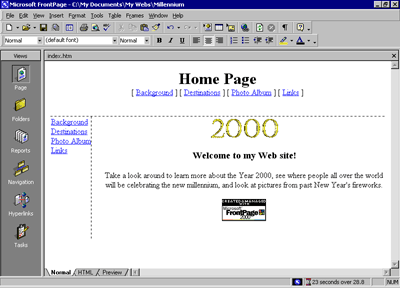 Microsoft FrontPage - C:\My Documents\My Webs\Millennium
File Edit View Insert Format Tools Table Frames Window Help
Normal (default font) Normal
Views index.htm
Page
Folders
Reports
Navigation
Hyperlinks
Tasks
Home Page
[ Background ] [ Destinations ] [ Photo Album ] [ Links ]
Background
Destinations
Photo Album
Links
2000
Welcome to my Web site!
Take a look around to learn more about the Year 2000, see where people all over the world
will be celebrating the new millennium, and look at pictures from past New Year's fireworks.
CREATED & MANAGED
Microsoft
FrontPage
2000
Normal HTML Preview
23 seconds over 28.8 NUM